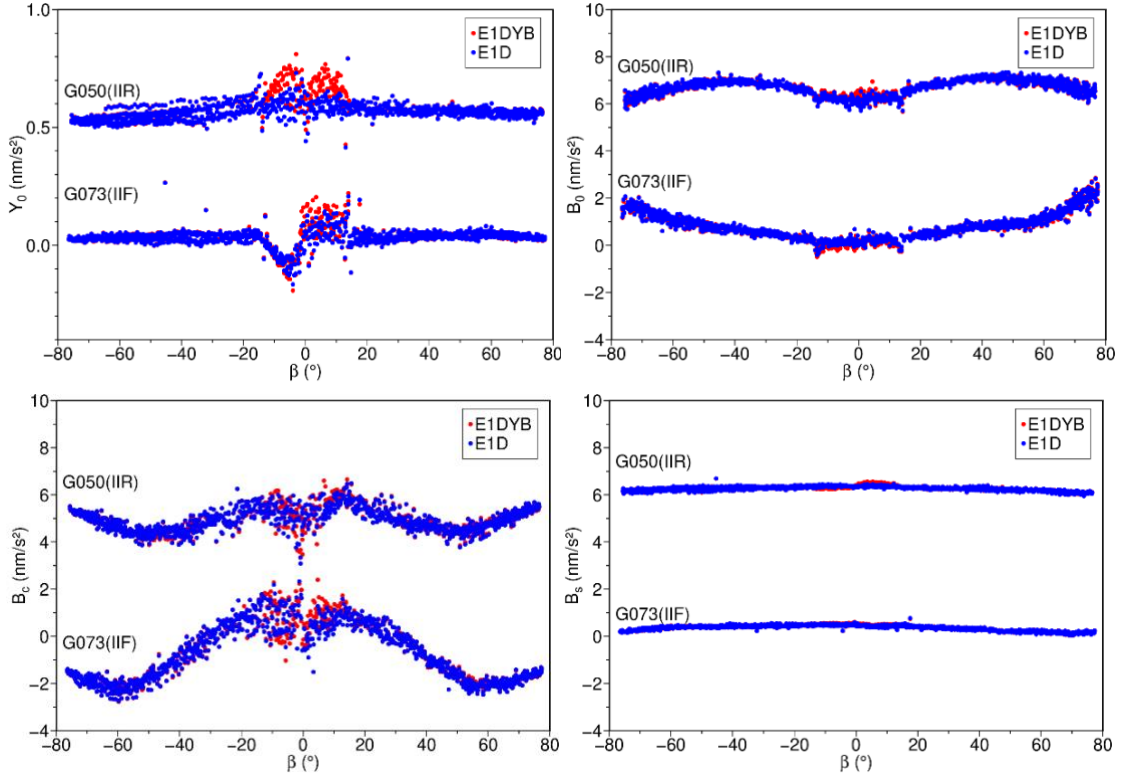 1.0
0.5
0.0
Y₀ (nm/s²)
E1DYB
E1D
G050(IIR)
G073(IIF)
−80 −60 −40 −20 0 20 40 60 80
β (°)
10
8
6
4
2
0
−2
−4
B₀ (nm/s²)
E1DYB
E1D
G050(IIR)
G073(IIF)
−80 −60 −40 −20 0 20 40 60 80
β (°)
10
8
6
4
2
0
−2
−4
B_c (nm/s²)
E1DYB
E1D
G050(IIR)
G073(IIF)
−80 −60 −40 −20 0 20 40 60 80
β (°)
10
8
6
4
2
0
−2
−4
B_s (nm/s²)
E1DYB
E1D
G050(IIR)
G073(IIF)
−80 −60 −40 −20 0 20 40 60 80
β (°)